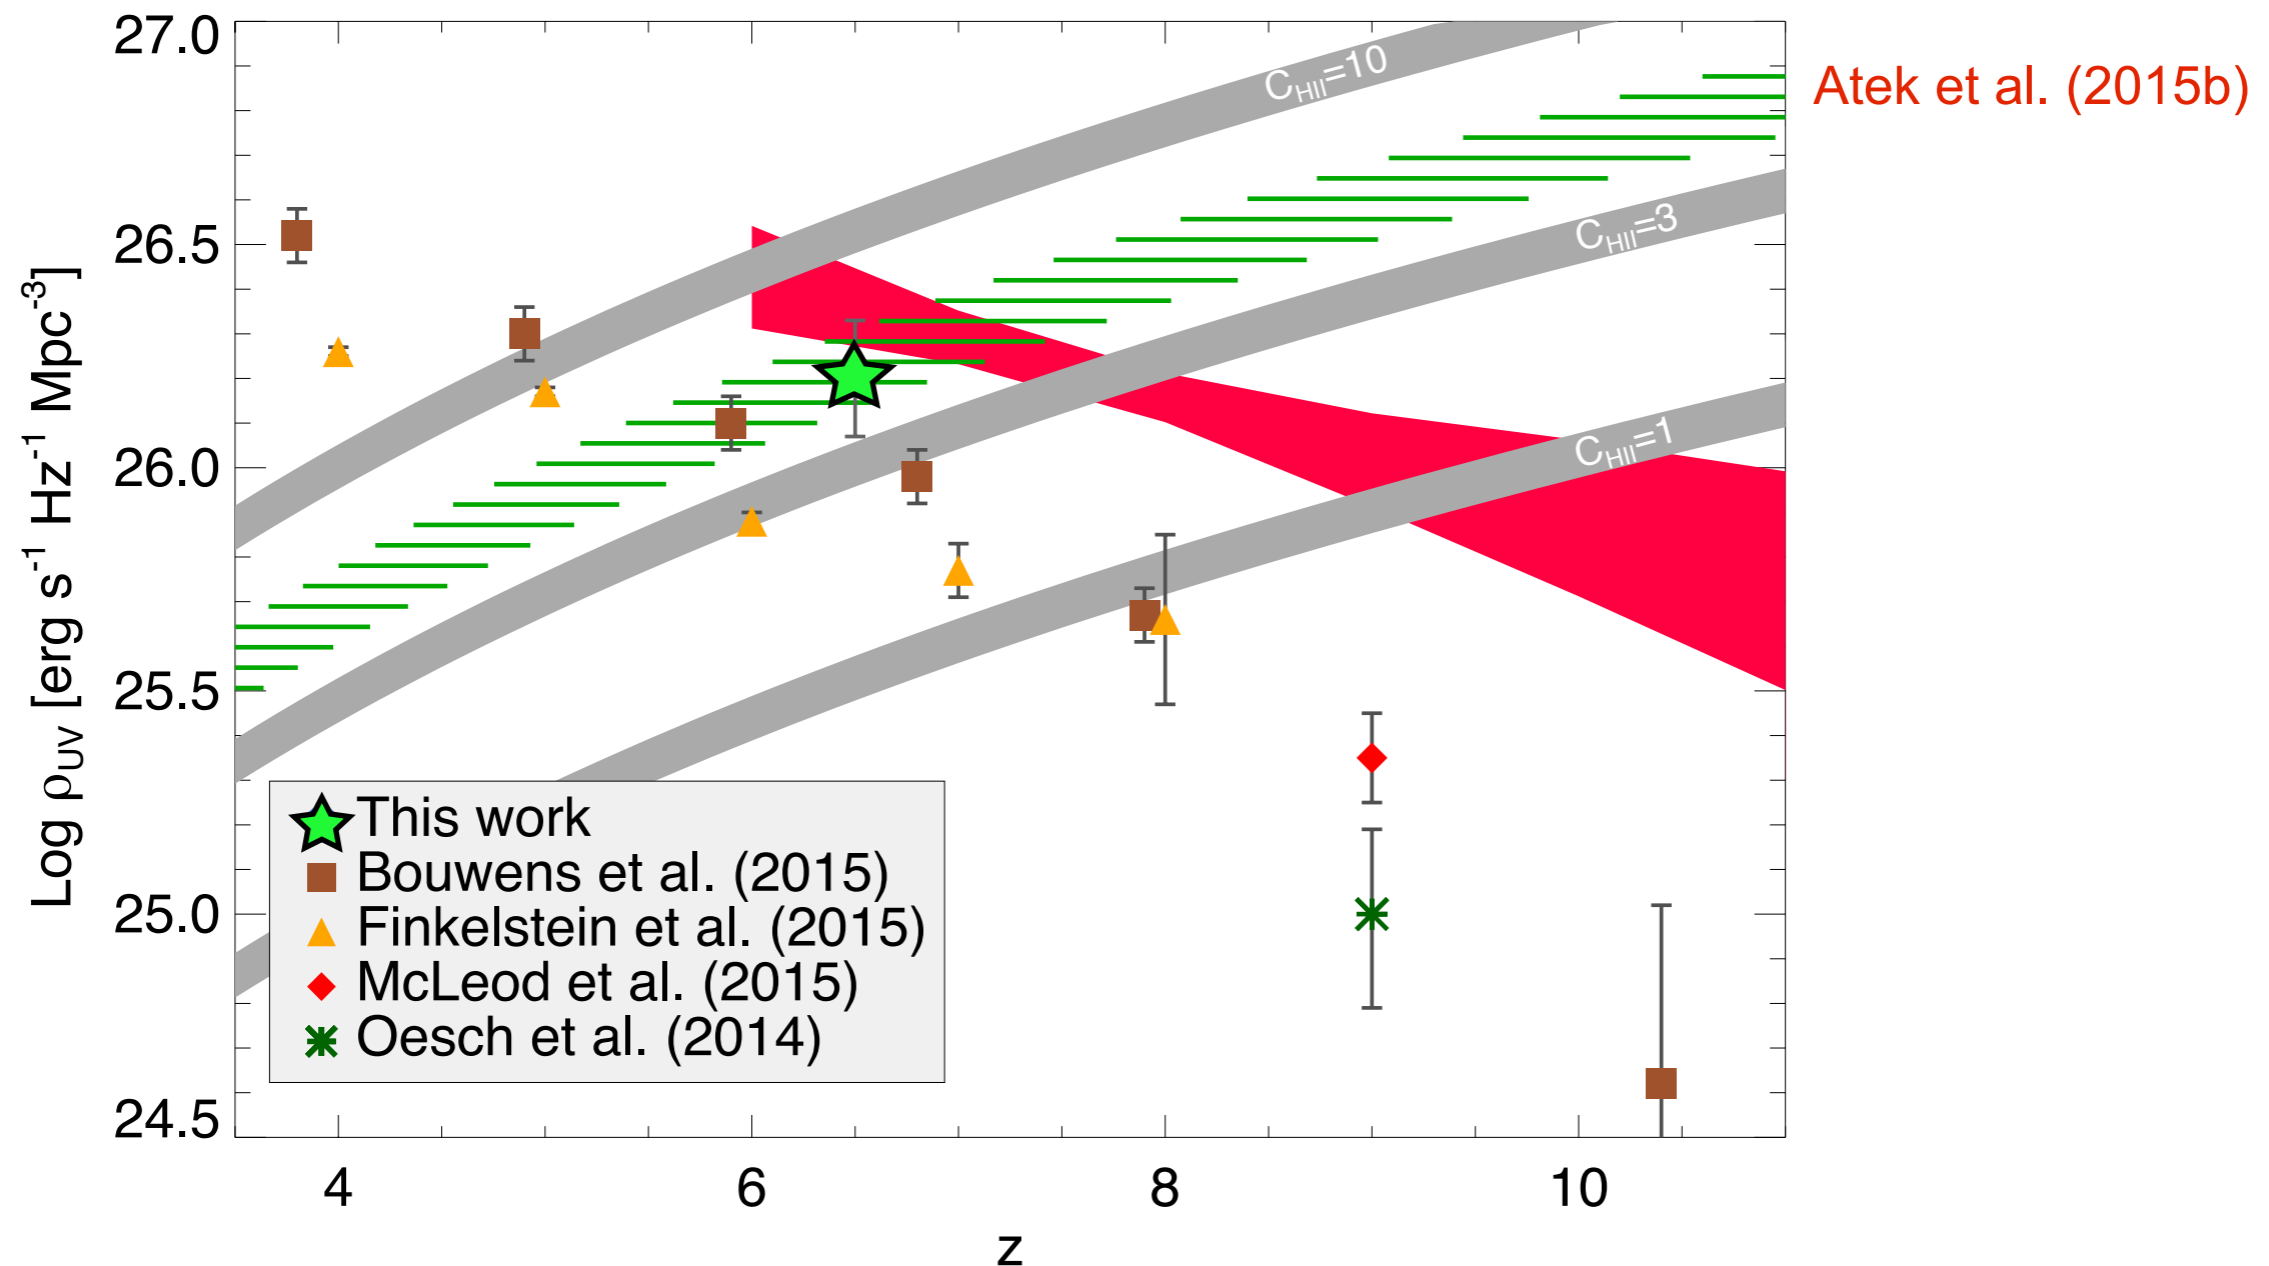 27.0
26.5
26.0
25.5
25.0
24.5
Log ρUV [erg s-1 Hz-1 Mpc-3]
CHII=10
CHII=3
CHII=1
Atek et al. (2015b)
This work
Bouwens et al. (2015)
Finkelstein et al. (2015)
McLeod et al. (2015)
Oesch et al. (2014)
4 6 8 10
z